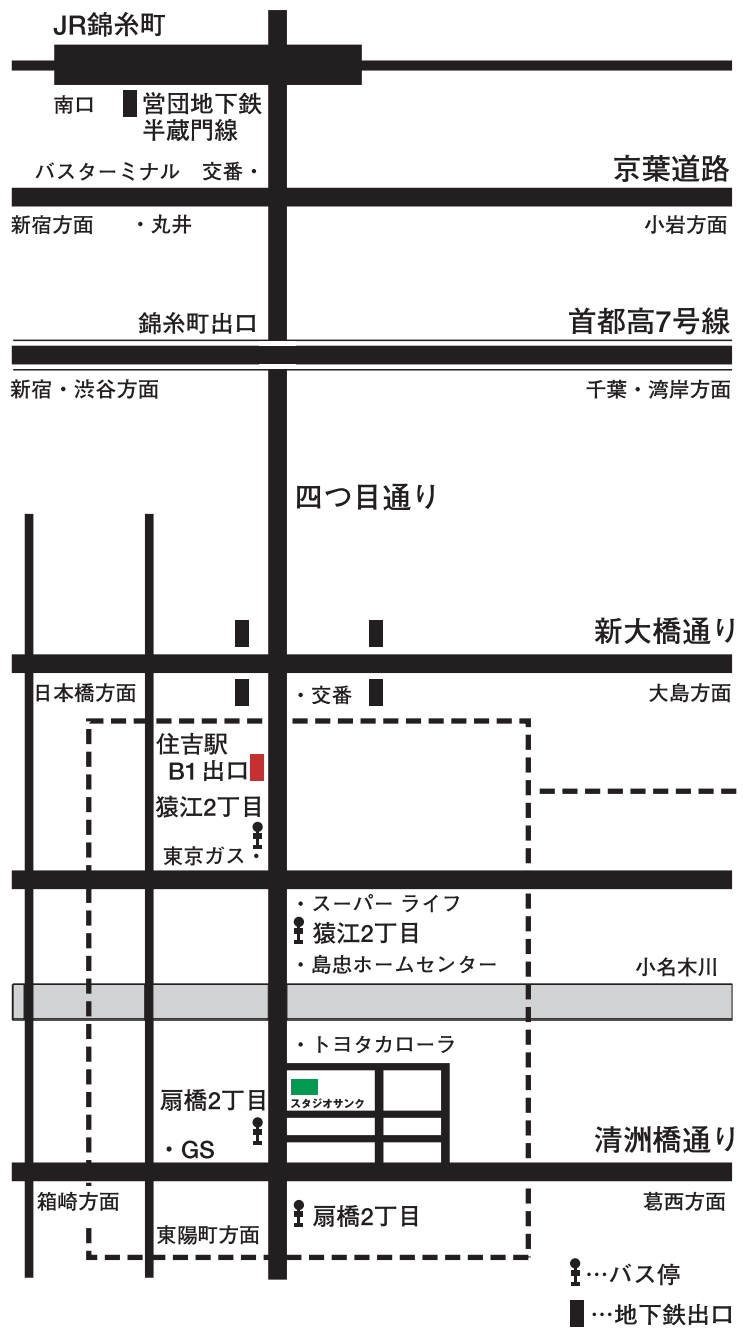 JR錦糸町
南口
営団地下鉄
半蔵門線
バスターミナル 交番・
京葉道路
新宿方面
・丸井
小岩方面
錦糸町出口
首都高7号線
新宿・渋谷方面
千葉・湾岸方面
四つ目通り
新大橋通り
日本橋方面
・交番
大島方面
住吉駅
B1出口
猿江2丁目
東京ガス・
・スーパー ライフ
猿江2丁目
・島忠ホームセンター
小名木川
・トヨタカローラ
スタジオサンク
扇橋2丁目
・GS
清洲橋通り
箱崎方面
葛西方面
扇橋2丁目
東陽町方面
…バス停
…地下鉄出口